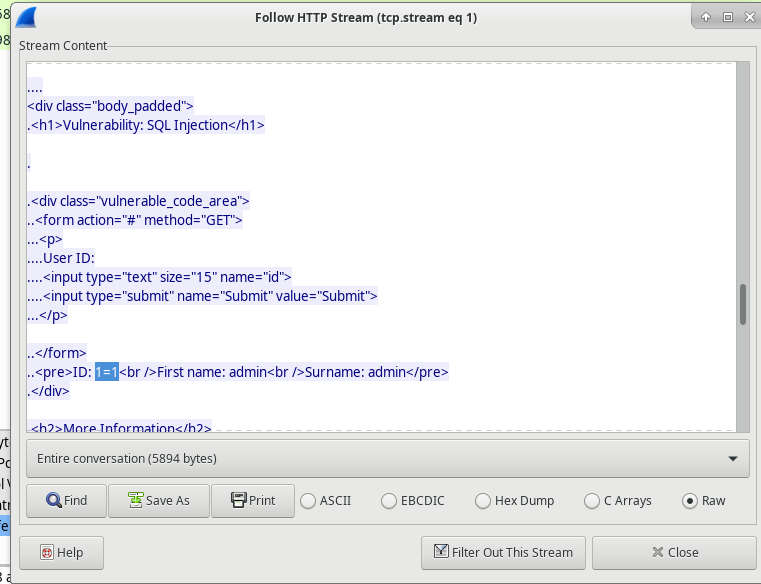 Follow HTTP Stream (tcp.stream eq 1)
Stream Content
....
<div class="body_padded">
.<h1>Vulnerability: SQL Injection</h1>
.
.<div class="vulnerable_code_area">
..<form action="#" method="GET">
...<p>
....User ID:
....<input type="text" size="15" name="id">
....<input type="submit" name="Submit" value="Submit">
...</p>
..</form>
..<pre>ID: 1=1<br />First name: admin<br />Surname: admin</pre>
.</div>
.<h2>More Information</h2>
Entire conversation (5894 bytes)
Find Save As Print ASCII EBCDIC Hex Dump C Arrays Raw
Help Filter Out This Stream Close